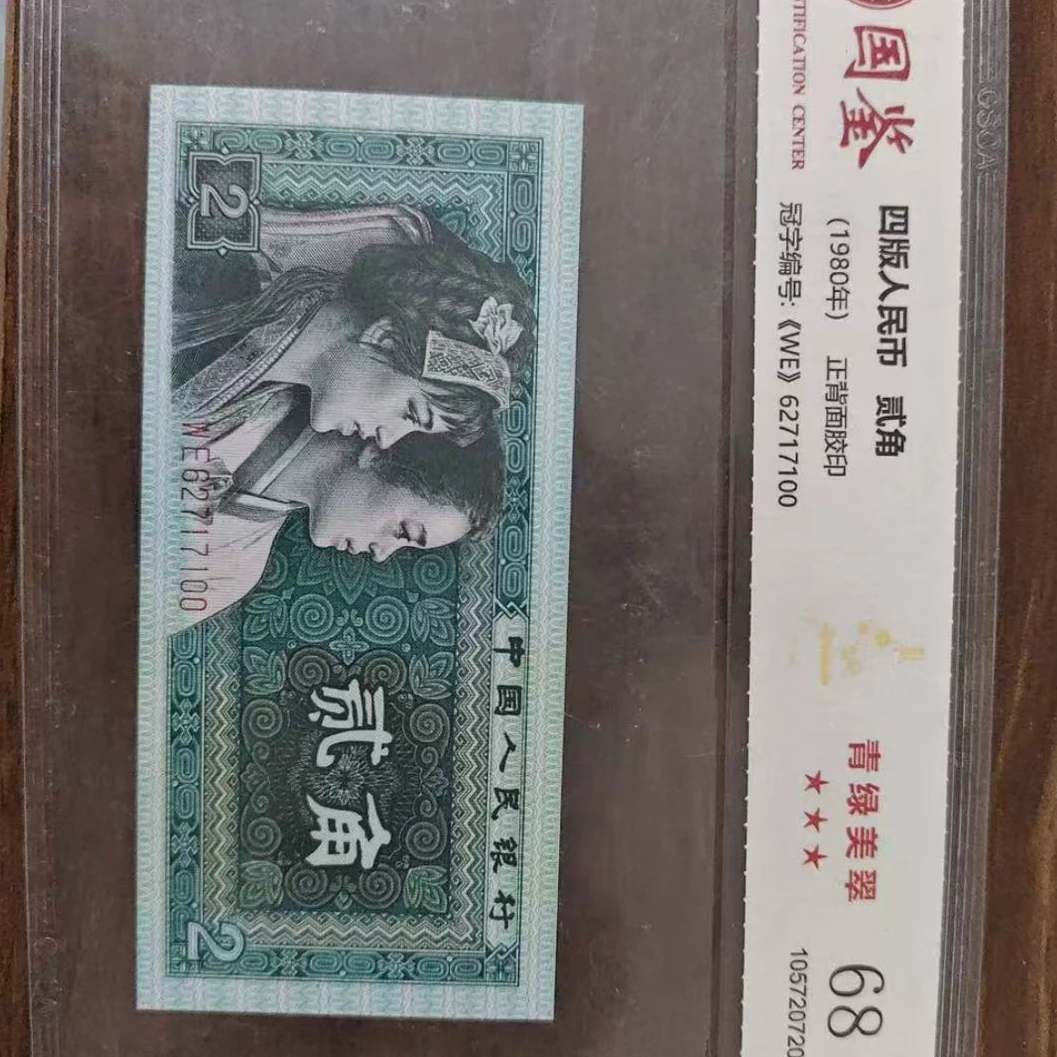 国鉴
TIFICATION CENTER
四版人民币 贰角
(1980年) 正背面胶印
冠字编号:《WE》62717100
青绿美翠
★★★
68
105720720
GSCA
中国人民银行
贰角
2
2
WE62717100